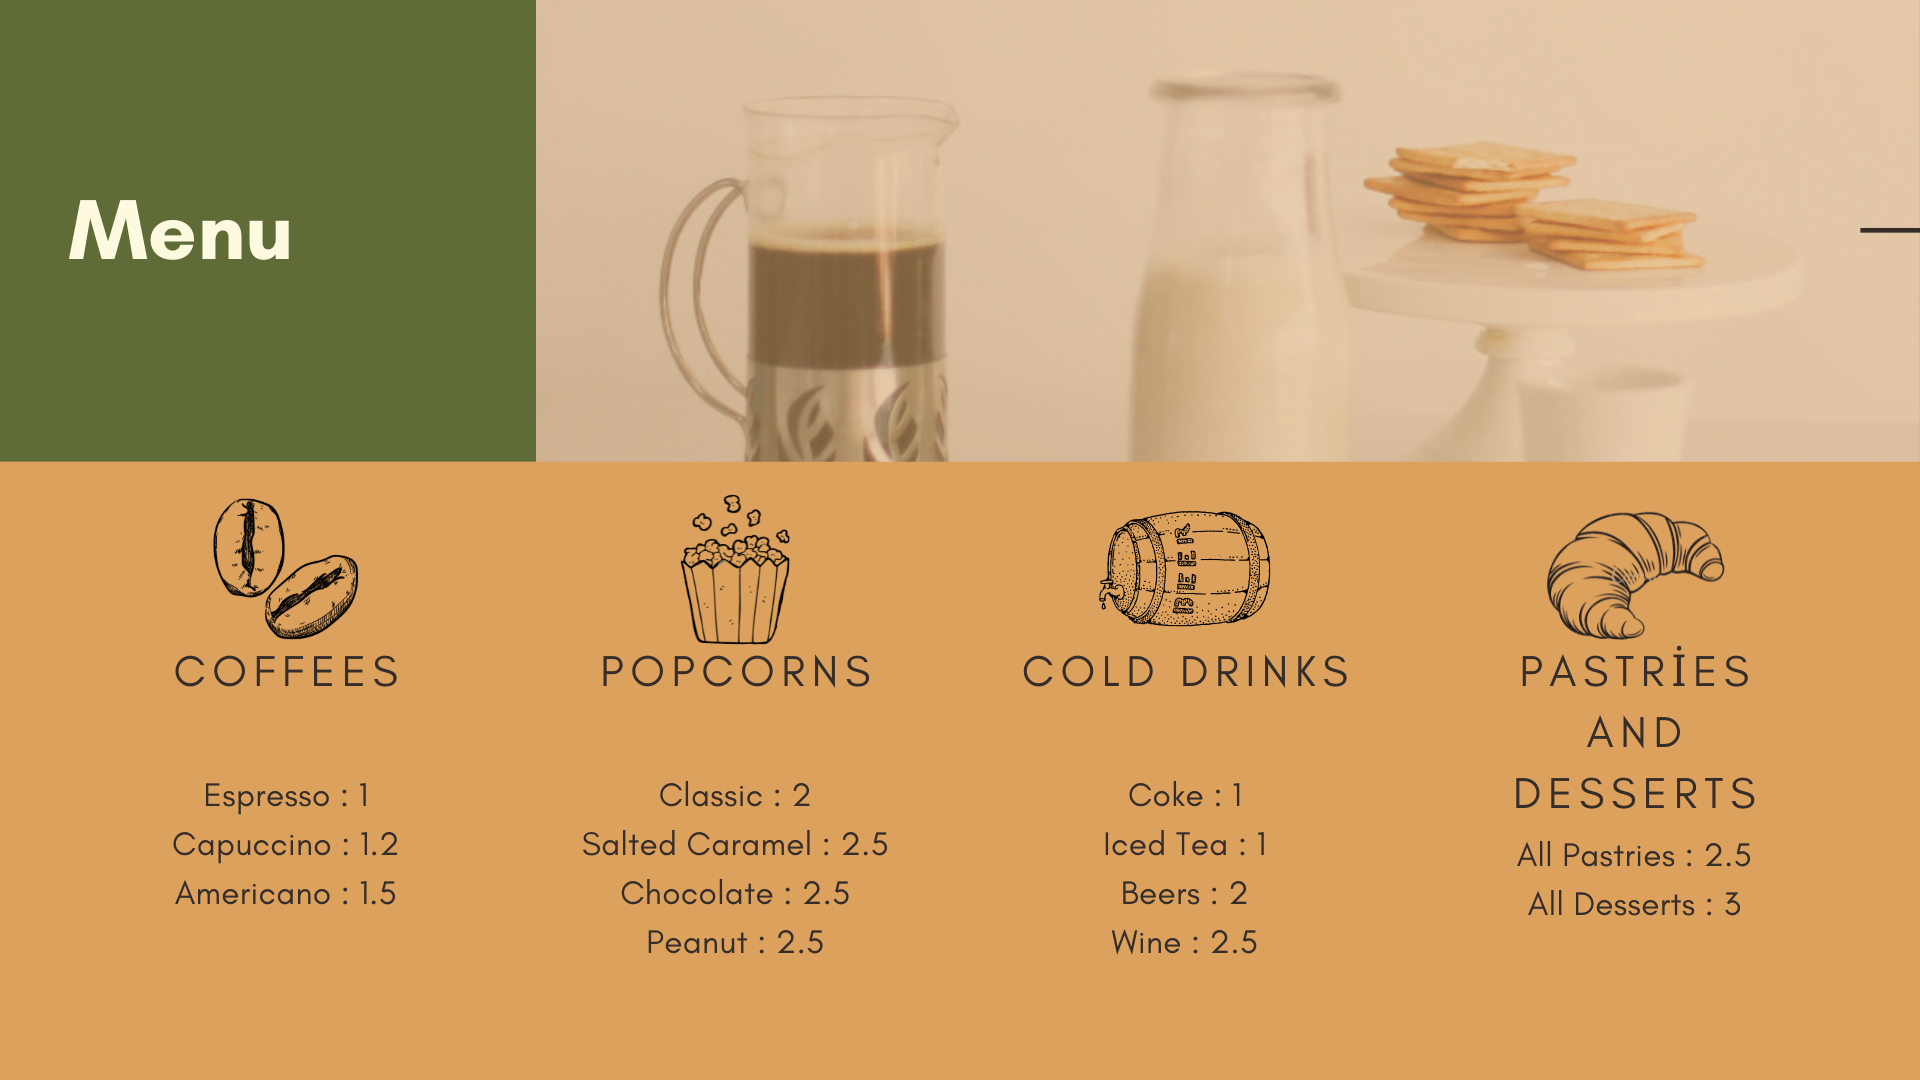 Menu
COFFEES
Espresso : 1
Capuccino : 1.2
Americano : 1.5
POPCORNS
Classic : 2
Salted Caramel : 2.5
Chocolate : 2.5
Peanut : 2.5
BEER
COLD DRINKS
Coke : 1
Iced Tea : 1
Beers : 2
Wine : 2.5
PASTRİES
AND
DESSERTS
All Pastries : 2.5
All Desserts : 3